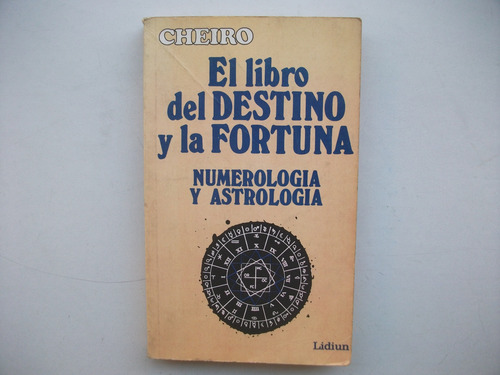 CHEIRO
El libro
del DESTINO
y la FORTUNA
NUMEROLOGIA
Y ASTROLOGIA
Lidiun